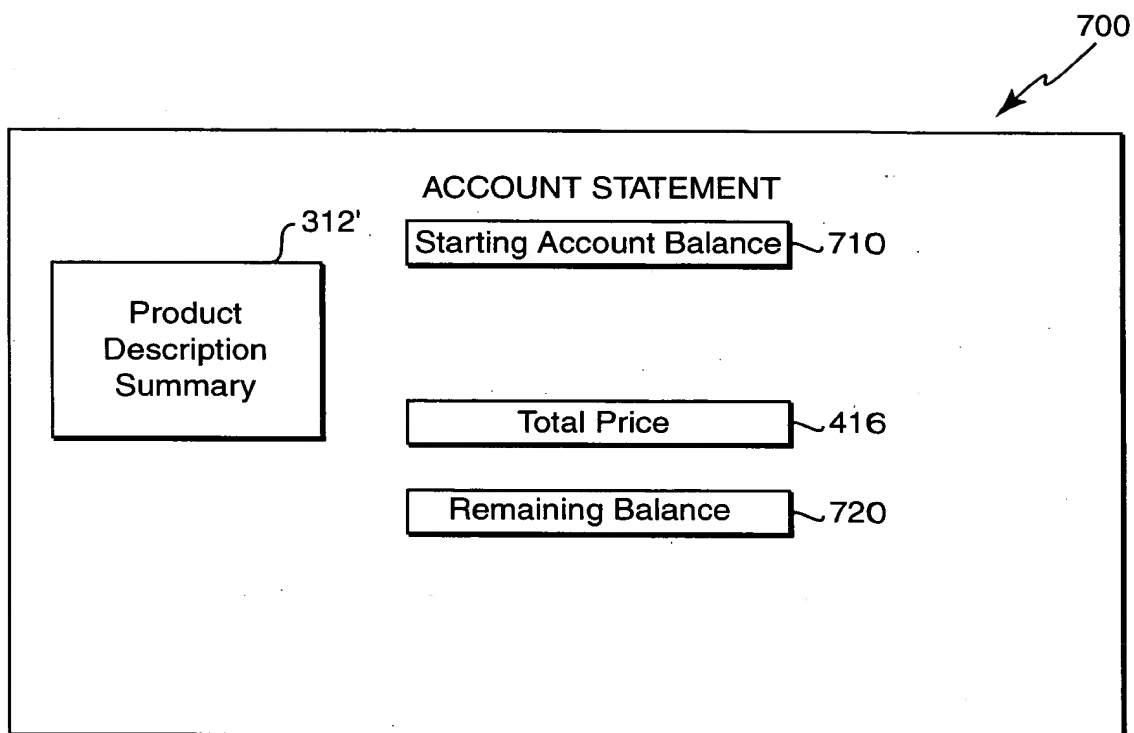 700
ACCOUNT STATEMENT
312'
Starting Account Balance 710
Product
Description
Summary
Total Price 416
Remaining Balance 720